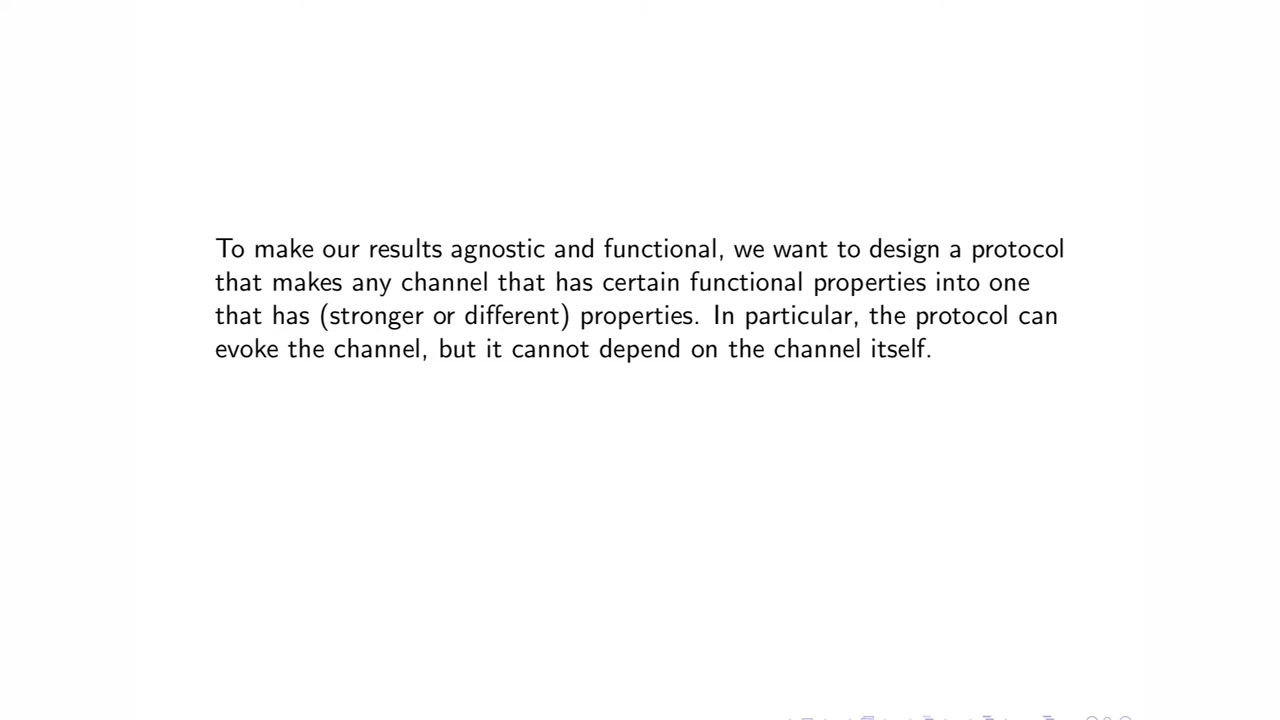 To make our results agnostic and functional, we want to design a protocol
that makes any channel that has certain functional properties into one
that has (stronger or different) properties. In particular, the protocol can
evoke the channel, but it cannot depend on the channel itself.